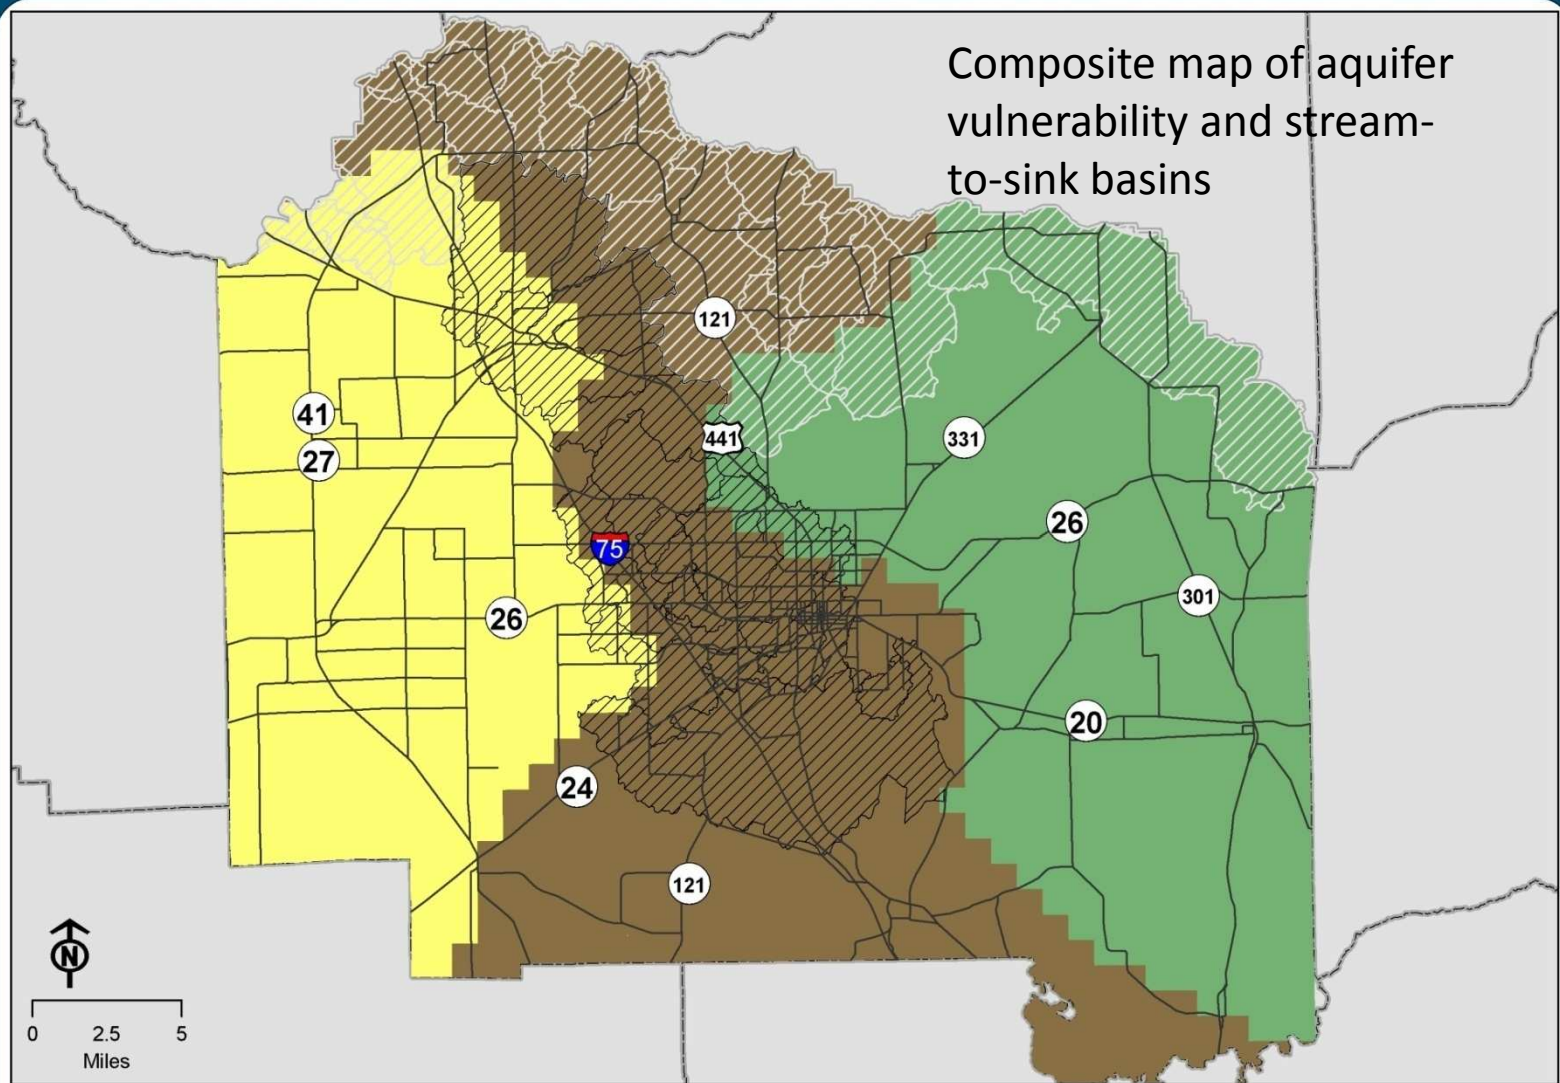 Composite map of aquifer
vulnerability and stream-
to-sink basins
121
41
441
331
27
26
75
301
26
20
24
121
N
0 2.5 5
Miles